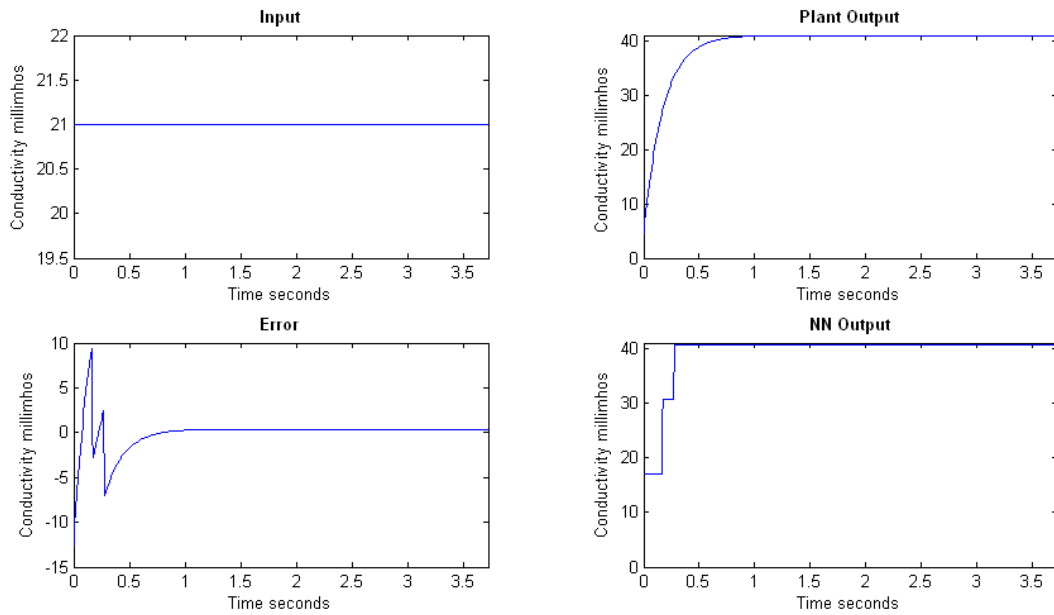 Input
Conductivity millimhos
22
21.5
21
20.5
20
19.5
0 0.5 1 1.5 2 2.5 3 3.5
Time seconds
Plant Output
Conductivity millimhos
40
30
20
10
0
0 0.5 1 1.5 2 2.5 3 3.5
Time seconds
Error
Conductivity millimhos
10
5
0
-5
-10
-15
0 0.5 1 1.5 2 2.5 3 3.5
Time seconds
NN Output
Conductivity millimhos
40
30
20
10
0
0 0.5 1 1.5 2 2.5 3 3.5
Time seconds